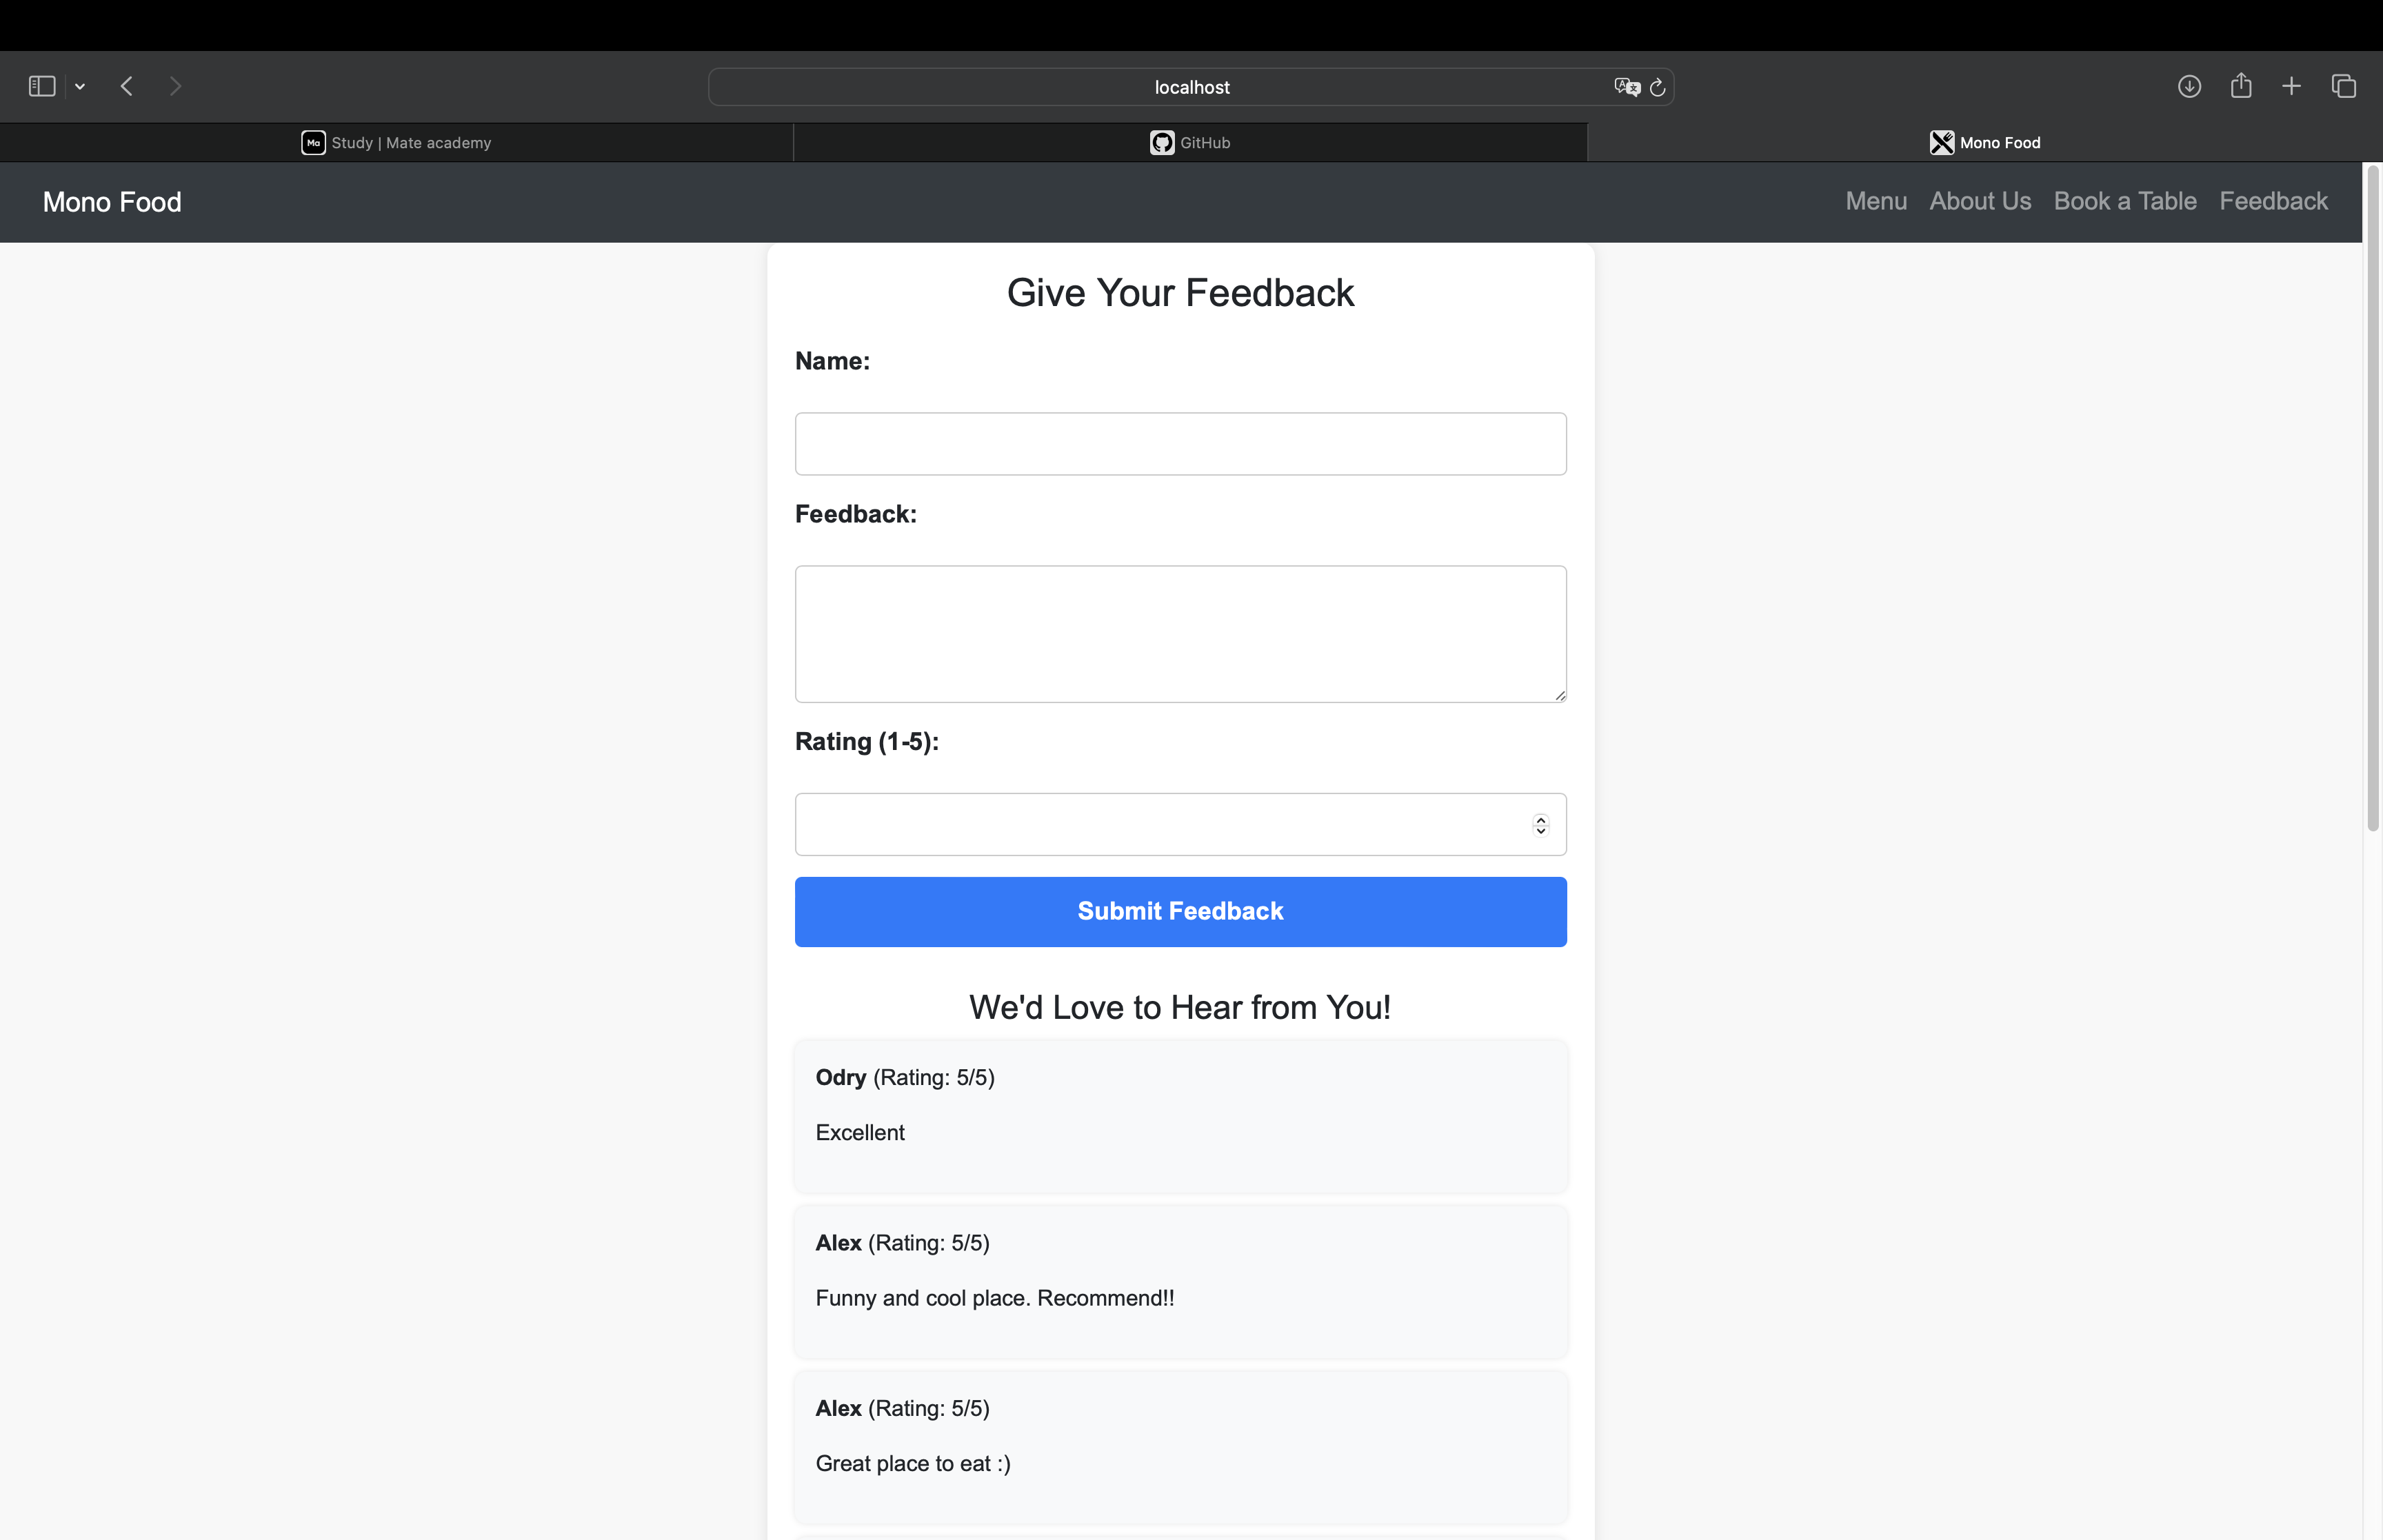 localhost
Ma Study | Mate academy
GitHub
Mono Food
Mono Food
Menu About Us Book a Table Feedback
Give Your Feedback
Name:
Feedback:
Rating (1-5):
Submit Feedback
We'd Love to Hear from You!
Odry (Rating: 5/5)
Excellent
Alex (Rating: 5/5)
Funny and cool place. Recommend!!
Alex (Rating: 5/5)
Great place to eat :)